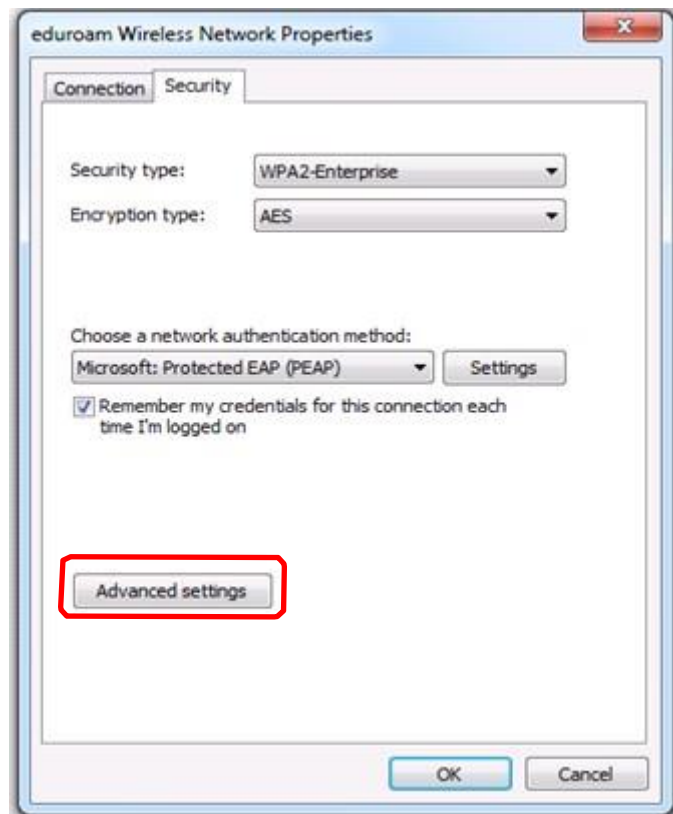 eduroam Wireless Network Properties
Connection Security
Security type: WPA2-Enterprise
Encryption type: AES
Choose a network authentication method:
Microsoft: Protected EAP (PEAP) Settings
Remember my credentials for this connection each
time I'm logged on
Advanced settings
OK Cancel